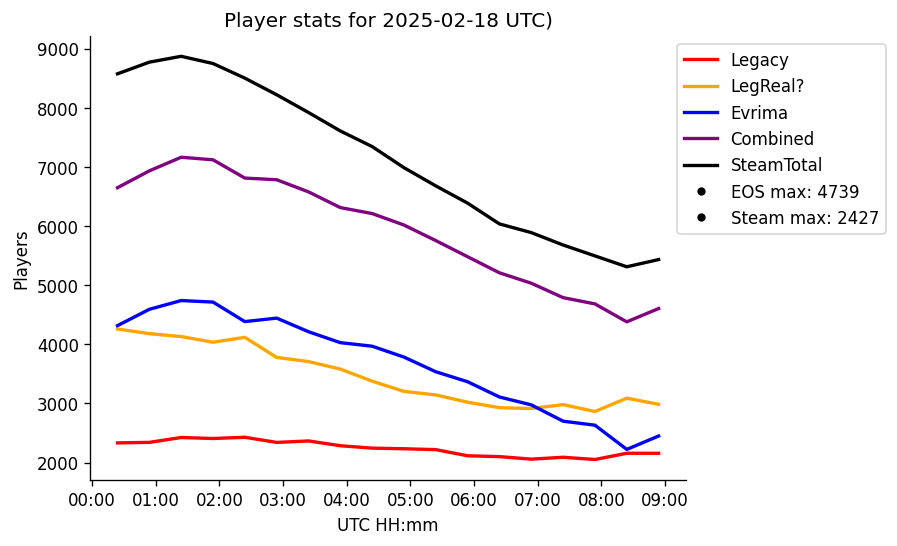 Player stats for 2025-02-18 UTC)
9000
8000
7000
6000
5000
4000
3000
2000
Players
00:00 01:00 02:00 03:00 04:00 05:00 06:00 07:00 08:00 09:00
UTC HH:mm
Legacy
LegReal?
Evrima
Combined
SteamTotal
EOS max: 4739
Steam max: 2427